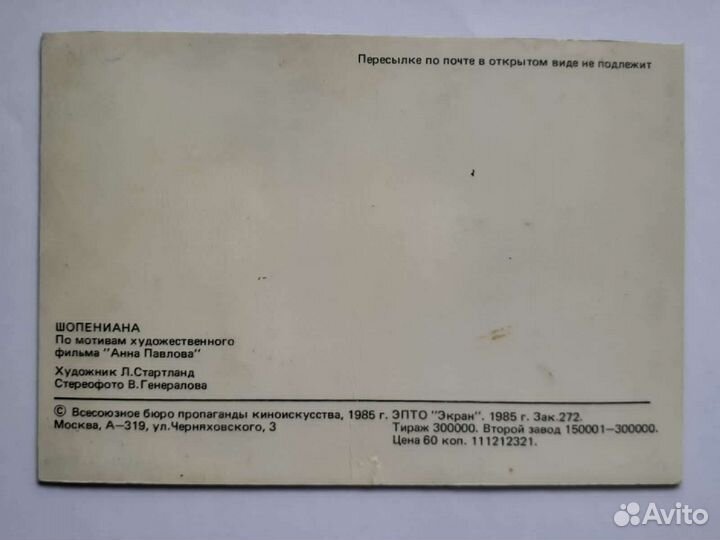 Пересылке по почте в открытом виде не подлежит
ШОПЕНИАНА
По мотивам художественного
фильма "Анна Павлова"
Художник Л.Стартланд
Стереофото В.Генералова
© Всесоюзное бюро пропаганды киноискусства, 1985 г. ЭПТО "Экран". 1985 г. Зак.272.
Москва, А-319, ул.Черняховского, 3 Тираж 300000. Второй завод 150001-300000.
Цена 60 коп. 111212321.
Avito